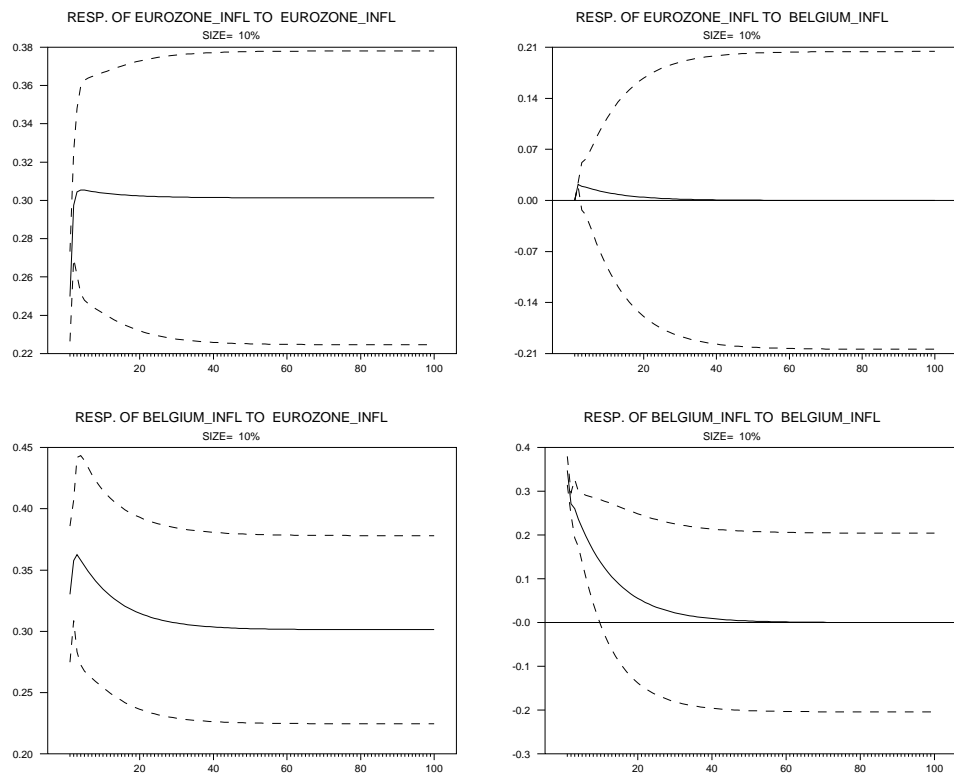 RESP. OF EUROZONE_INFL TO EUROZONE_INFL
SIZE= 10%
0.38
0.36
0.34
0.32
0.30
0.28
0.26
0.24
0.22
20 40 60 80 100
RESP. OF EUROZONE_INFL TO BELGIUM_INFL
SIZE= 10%
0.21
0.14
0.07
0.00
-0.07
-0.14
-0.21
20 40 60 80 100
RESP. OF BELGIUM_INFL TO EUROZONE_INFL
SIZE= 10%
0.45
0.40
0.35
0.30
0.25
0.20
20 40 60 80 100
RESP. OF BELGIUM_INFL TO BELGIUM_INFL
SIZE= 10%
0.4
0.3
0.2
0.1
-0.0
-0.1
-0.2
-0.3
20 40 60 80 100